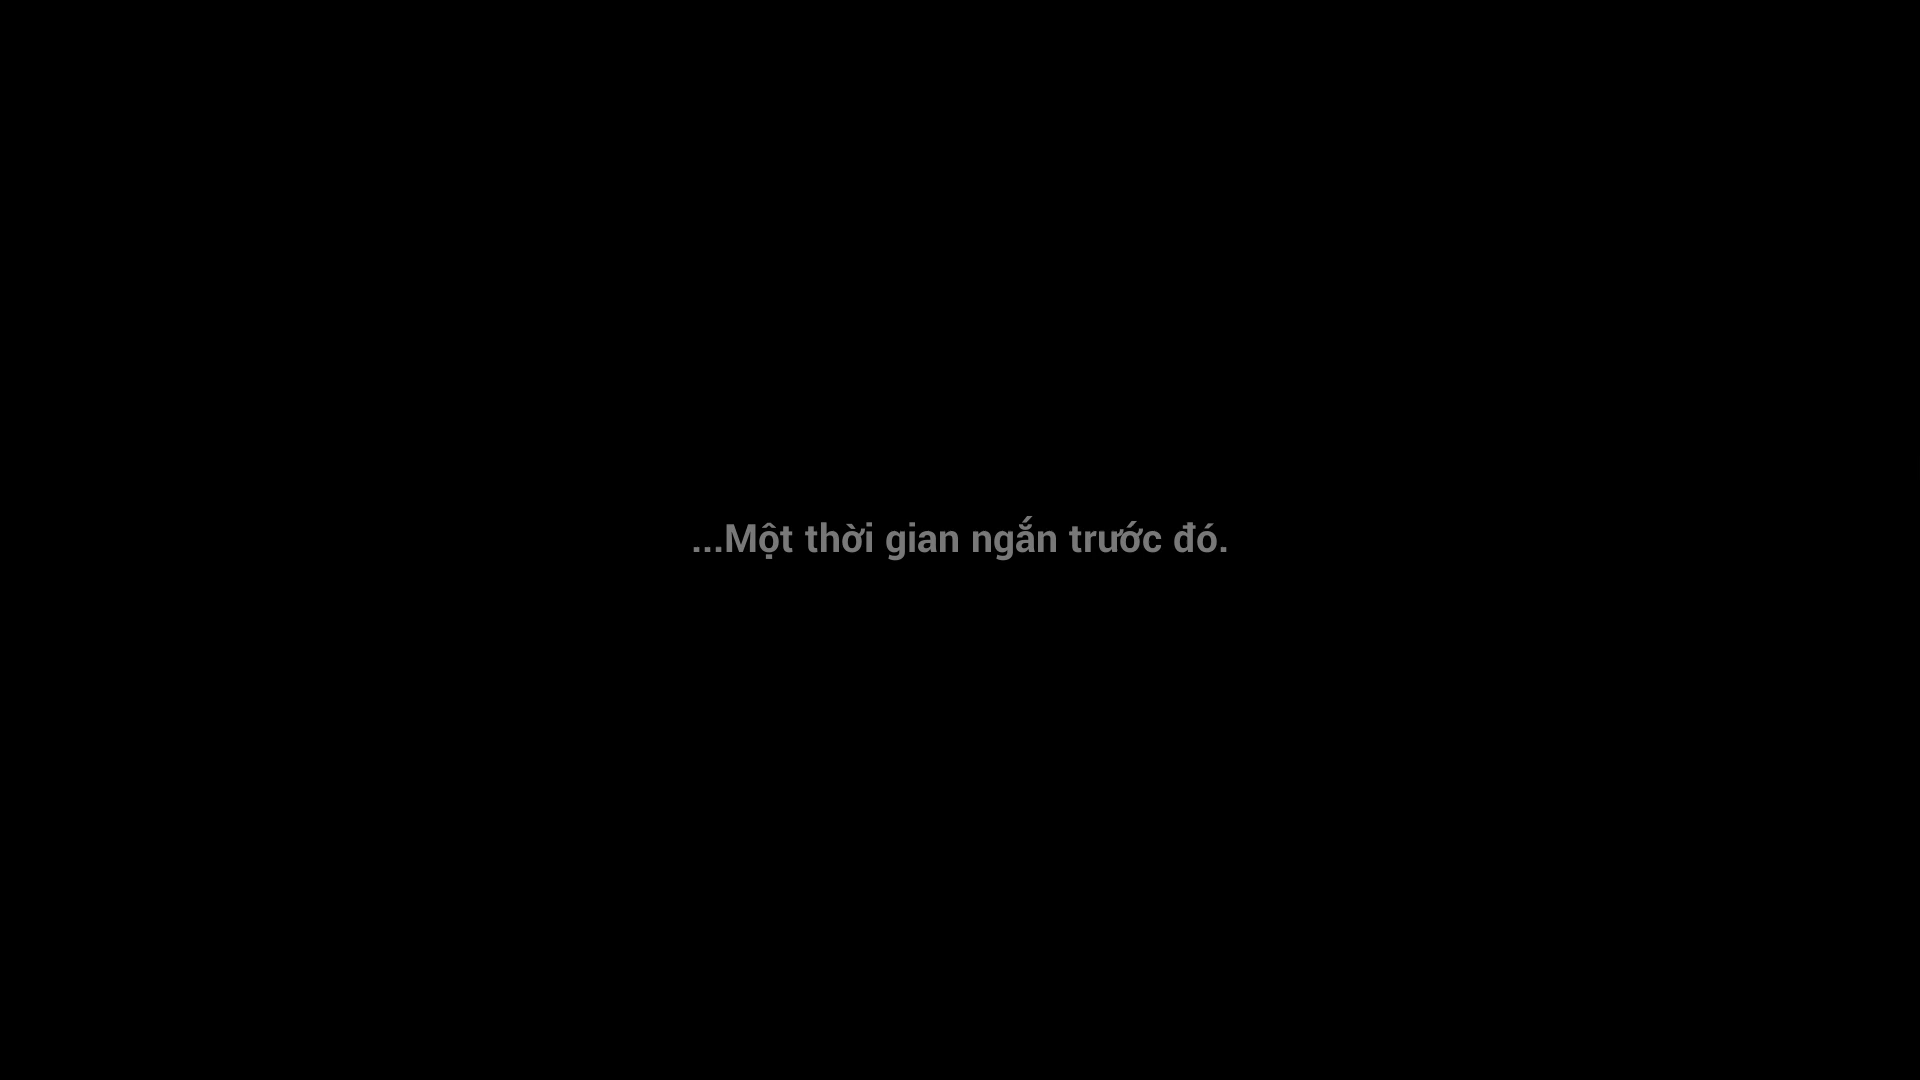 ...Một thời gian ngắn trước đó.